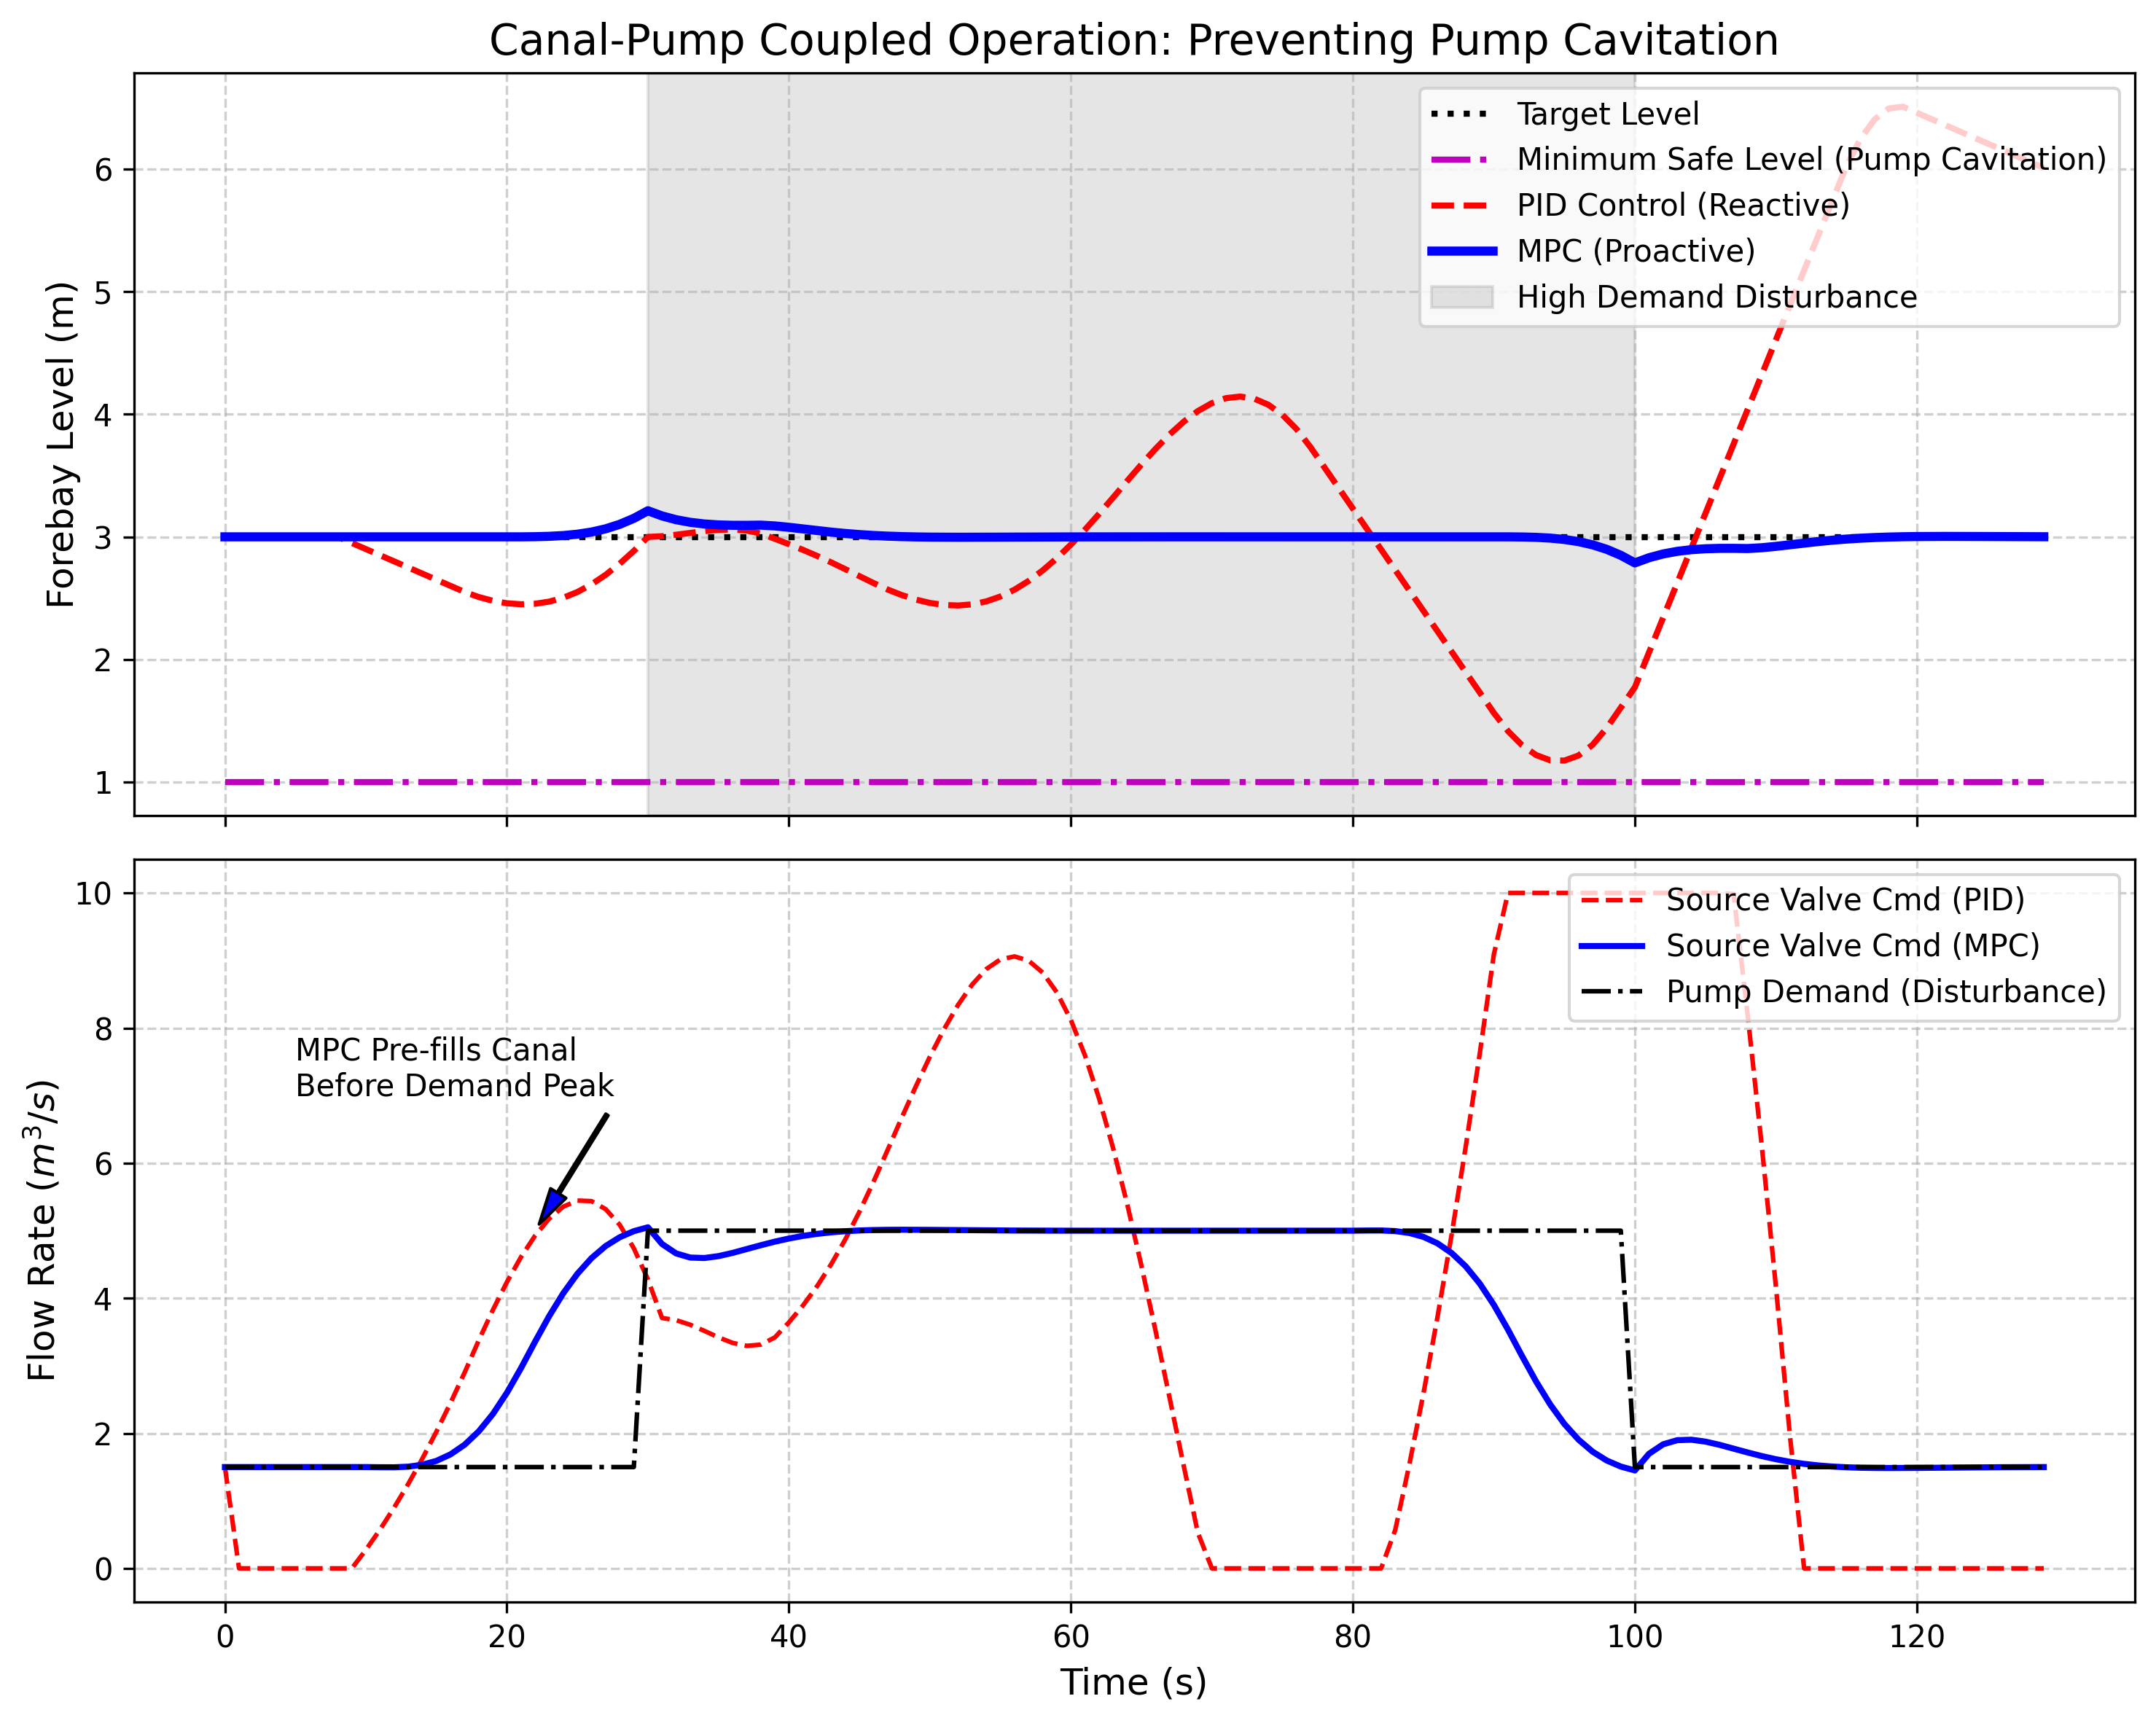 Canal-Pump Coupled Operation: Preventing Pump Cavitation
Forebay Level (m)
6
5
4
3
2
1
Target Level
Minimum Safe Level (Pump Cavitation)
PID Control (Reactive)
MPC (Proactive)
High Demand Disturbance
Flow Rate (m³/s)
10
8
6
4
2
0
Source Valve Cmd (PID)
Source Valve Cmd (MPC)
Pump Demand (Disturbance)
MPC Pre-fills Canal
Before Demand Peak
0 20 40 60 80 100 120
Time (s)